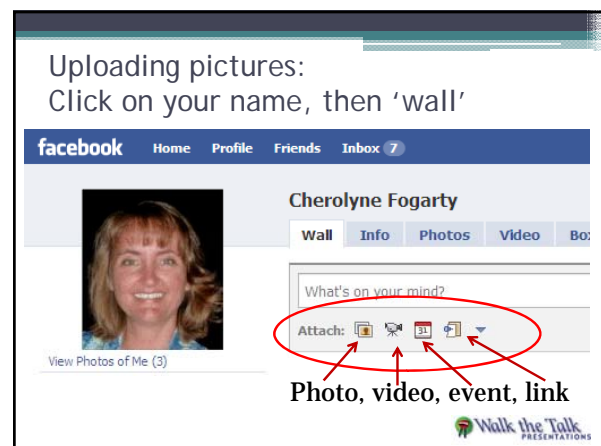 Uploading pictures:
Click on your name, then ‘wall’
facebook Home Profile Friends Inbox 7
Cherolyne Fogarty
Wall Info Photos Video Box
What's on your mind?
Attach: 31
View Photos of Me (3)
Photo, video, event, link
Walk the Talk
PRESENTATIONS